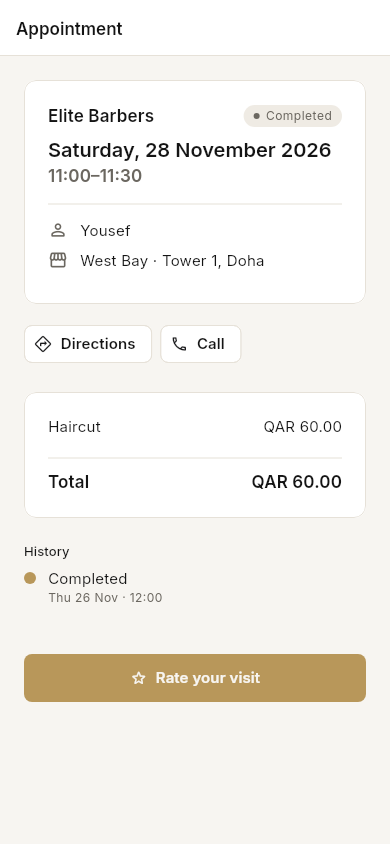 Appointment
Elite Barbers
Completed
Saturday, 28 November 2026
11:00–11:30
Yousef
West Bay · Tower 1, Doha
Directions
Call
Haircut QAR 60.00
Total QAR 60.00
History
Completed
Thu 26 Nov · 12:00
Rate your visit